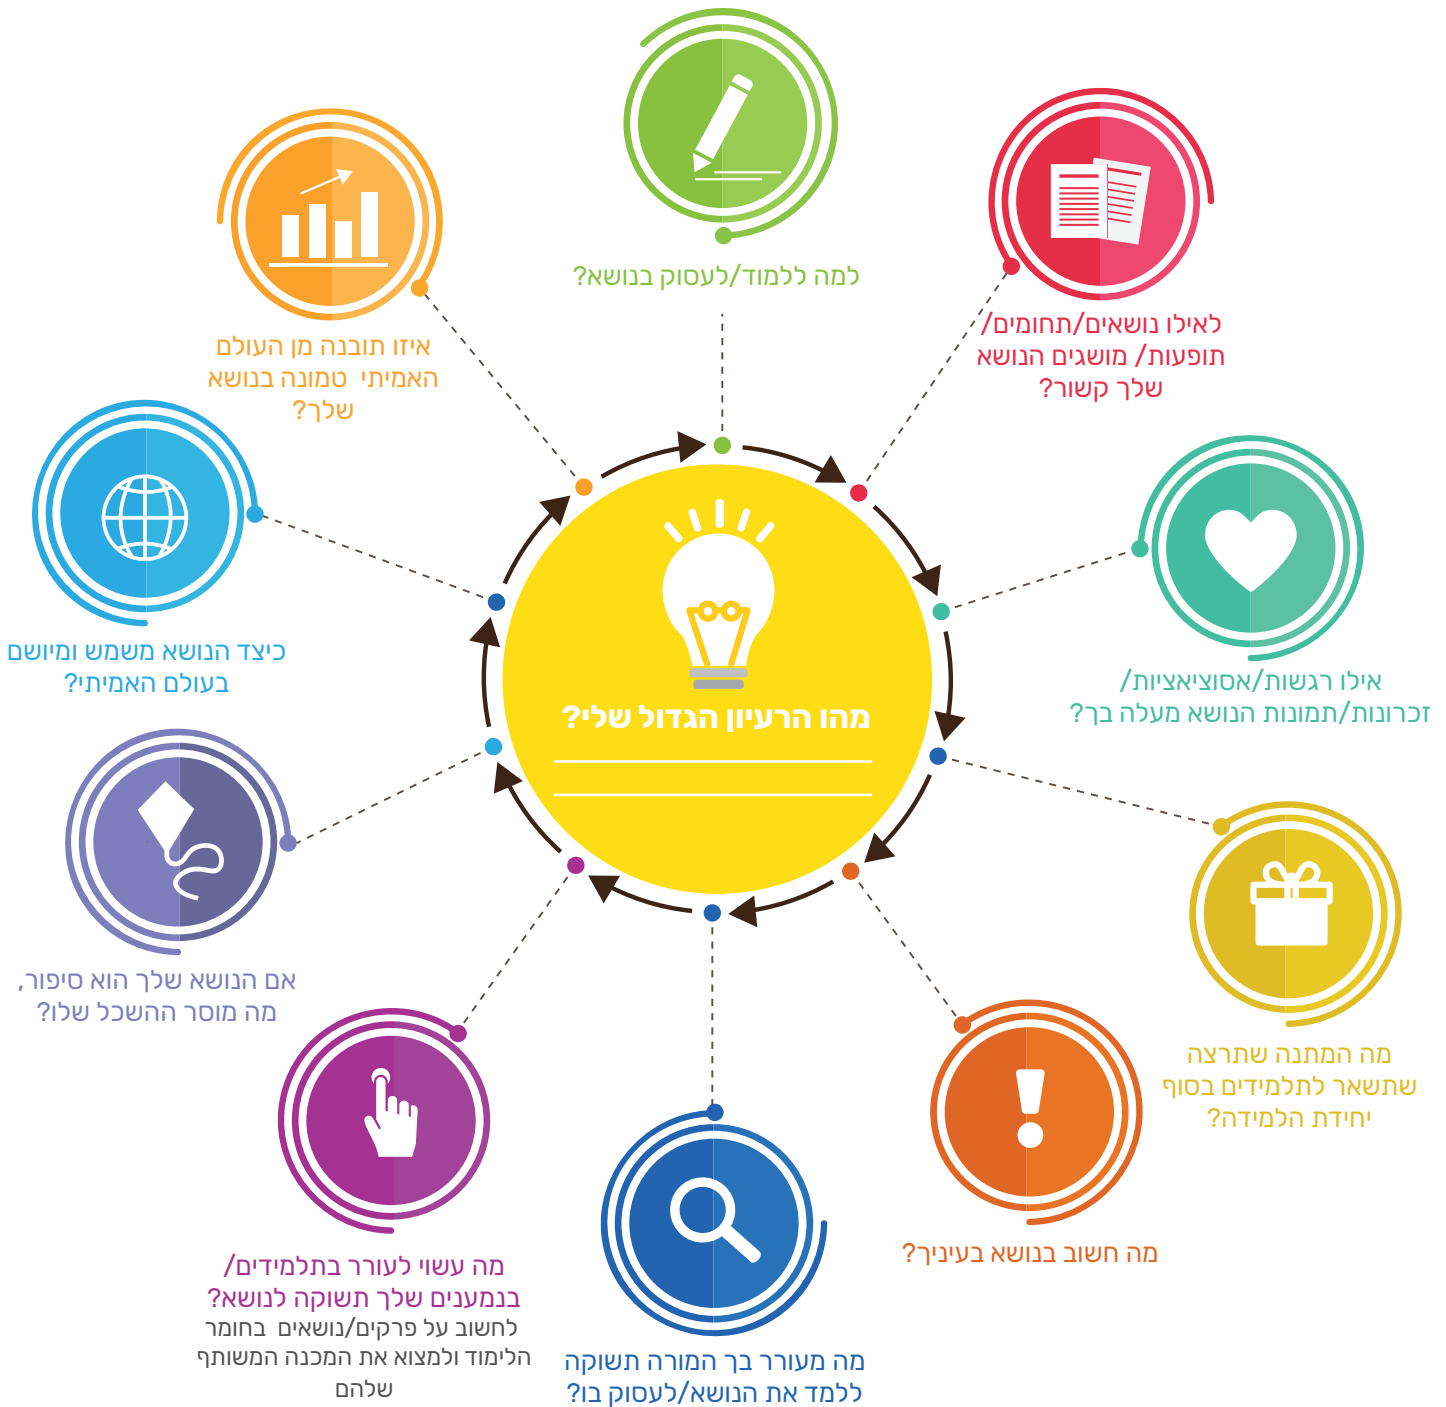 למה ללמוד/לעסוק בנושא?
לאילו נושאים/תחומים/
תופעות/ מושגים הנושא
שלך קשור?
אילו רגשות/אסוציאציות/
זכרונות/תמונות הנושא מעלה בך?
מה המתנה שתרצה
שתשאר לתלמידים בסוף
יחידת הלמידה?
מה חשוב בנושא בעיניך?
מה מעורר בך המורה תשוקה
ללמד את הנושא/לעסוק בו?
מה עשוי לעורר בתלמידים/
בנמענים שלך תשוקה לנושא?
לחשוב על פרקים/נושאים בחומר
הלימוד ולמצוא את המכנה המשותף
שלהם
אם הנושא שלך הוא סיפור,
מה מוסר ההשכל שלו?
כיצד הנושא משמש ומיושם
בעולם האמיתי?
איזו תובנה מן העולם
האמיתי טמונה בנושא
שלך?
מהו הרעיון הגדול שלי?